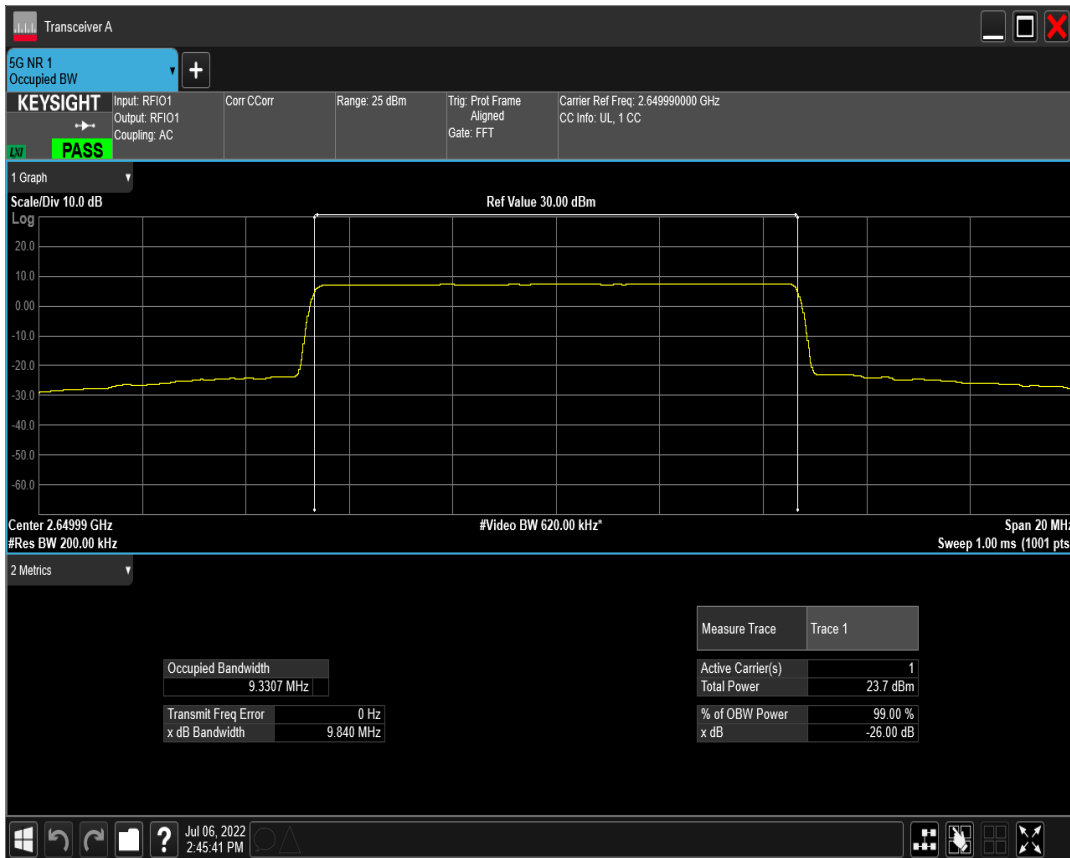 Transceiver A
5G NR 1
Occupied BW
+
KEYSIGHT
LXI
PASS
Input: RFIO1
Output: RFIO1
Coupling: AC
Corr CCorr
Range: 25 dBm
Trig: Prot Frame
Aligned
Gate: FFT
Carrier Ref Freq: 2.649990000 GHz
CC Info: UL, 1 CC
1 Graph
Scale/Div 10.0 dB
Ref Value 30.00 dBm
Log
20.0
10.0
0.00
-10.0
-20.0
-30.0
-40.0
-50.0
-60.0
Center 2.64999 GHz
#Video BW 620.00 kHz*
Span 20 MHz
#Res BW 200.00 kHz
Sweep 1.00 ms (1001 pts
2 Metrics
Measure Trace Trace 1
Occupied Bandwidth
9.3307 MHz
Active Carrier(s) 1
Total Power 23.7 dBm
Transmit Freq Error 0 Hz
x dB Bandwidth 9.840 MHz
% of OBW Power 99.00 %
x dB -26.00 dB
?
Jul 06, 2022
2:45:41 PM